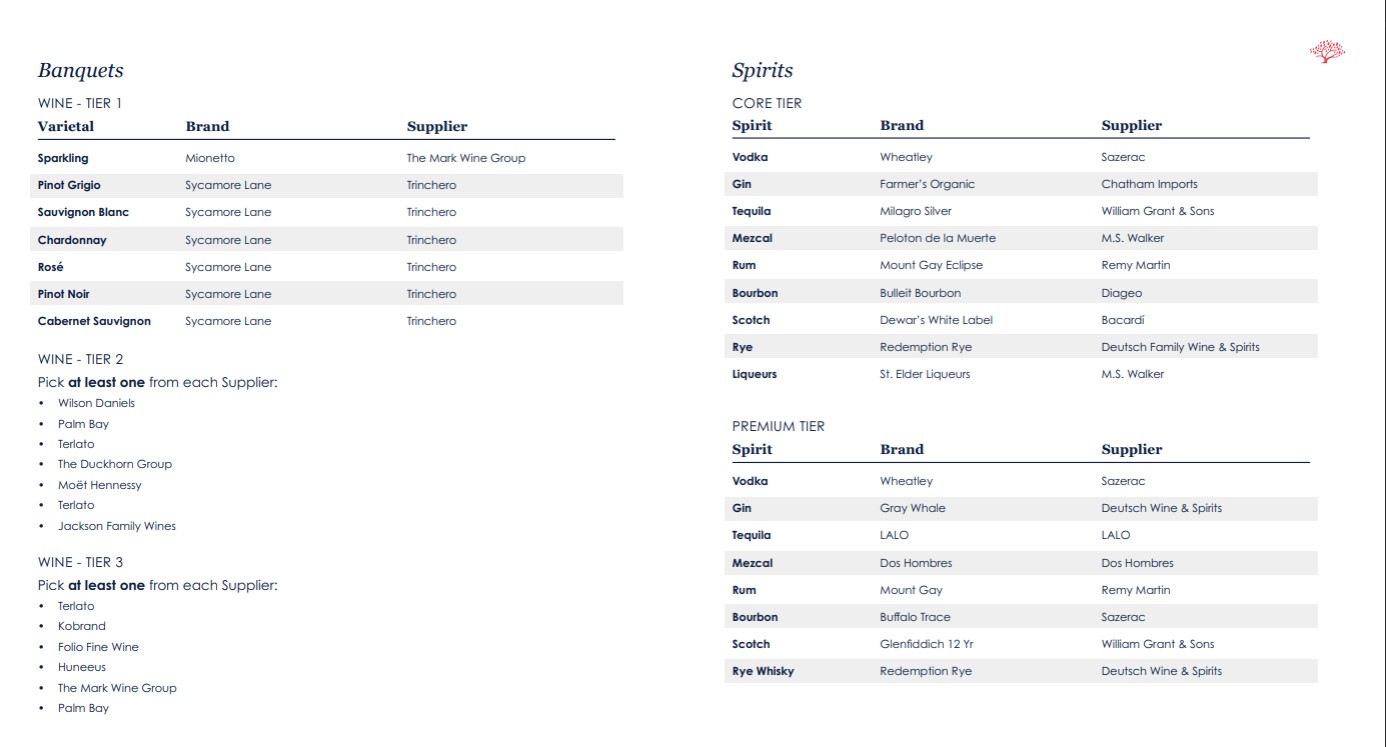 Banquets
WINE - TIER 1
Varietal Brand Supplier
Sparkling Mionetto The Mark Wine Group
Pinot Grigio Sycamore Lane Trinchero
Sauvignon Blanc Sycamore Lane Trinchero
Chardonnay Sycamore Lane Trinchero
Rosé Sycamore Lane Trinchero
Pinot Noir Sycamore Lane Trinchero
Cabernet Sauvignon Sycamore Lane Trinchero
WINE - TIER 2
Pick at least one from each Supplier:
• Wilson Daniels
• Palm Bay
• Terlato
• The Duckhorn Group
• Moët Hennessy
• Terlato
• Jackson Family Wines
WINE - TIER 3
Pick at least one from each Supplier:
• Terlato
• Kobrand
• Folio Fine Wine
• Huneeus
• The Mark Wine Group
• Palm Bay
Spirits
CORE TIER
Spirit Brand Supplier
Vodka Wheatley Sazerac
Gin Farmer's Organic Chatham Imports
Tequila Milagro Silver William Grant & Sons
Mezcal Peloton de la Muerte M.S. Walker
Rum Mount Gay Eclipse Remy Martin
Bourbon Bulleit Bourbon Diageo
Scotch Dewar's White Label Bacardí
Rye Redemption Rye Deutsch Family Wine & Spirits
Liqueurs St. Elder Liqueurs M.S. Walker
PREMIUM TIER
Spirit Brand Supplier
Vodka Wheatley Sazerac
Gin Gray Whale Deutsch Wine & Spirits
Tequila LALO LALO
Mezcal Dos Hombres Dos Hombres
Rum Mount Gay Remy Martin
Bourbon Buffalo Trace Sazerac
Scotch Glenfiddich 12 Yr William Grant & Sons
Rye Whisky Redemption Rye Deutsch Wine & Spirits